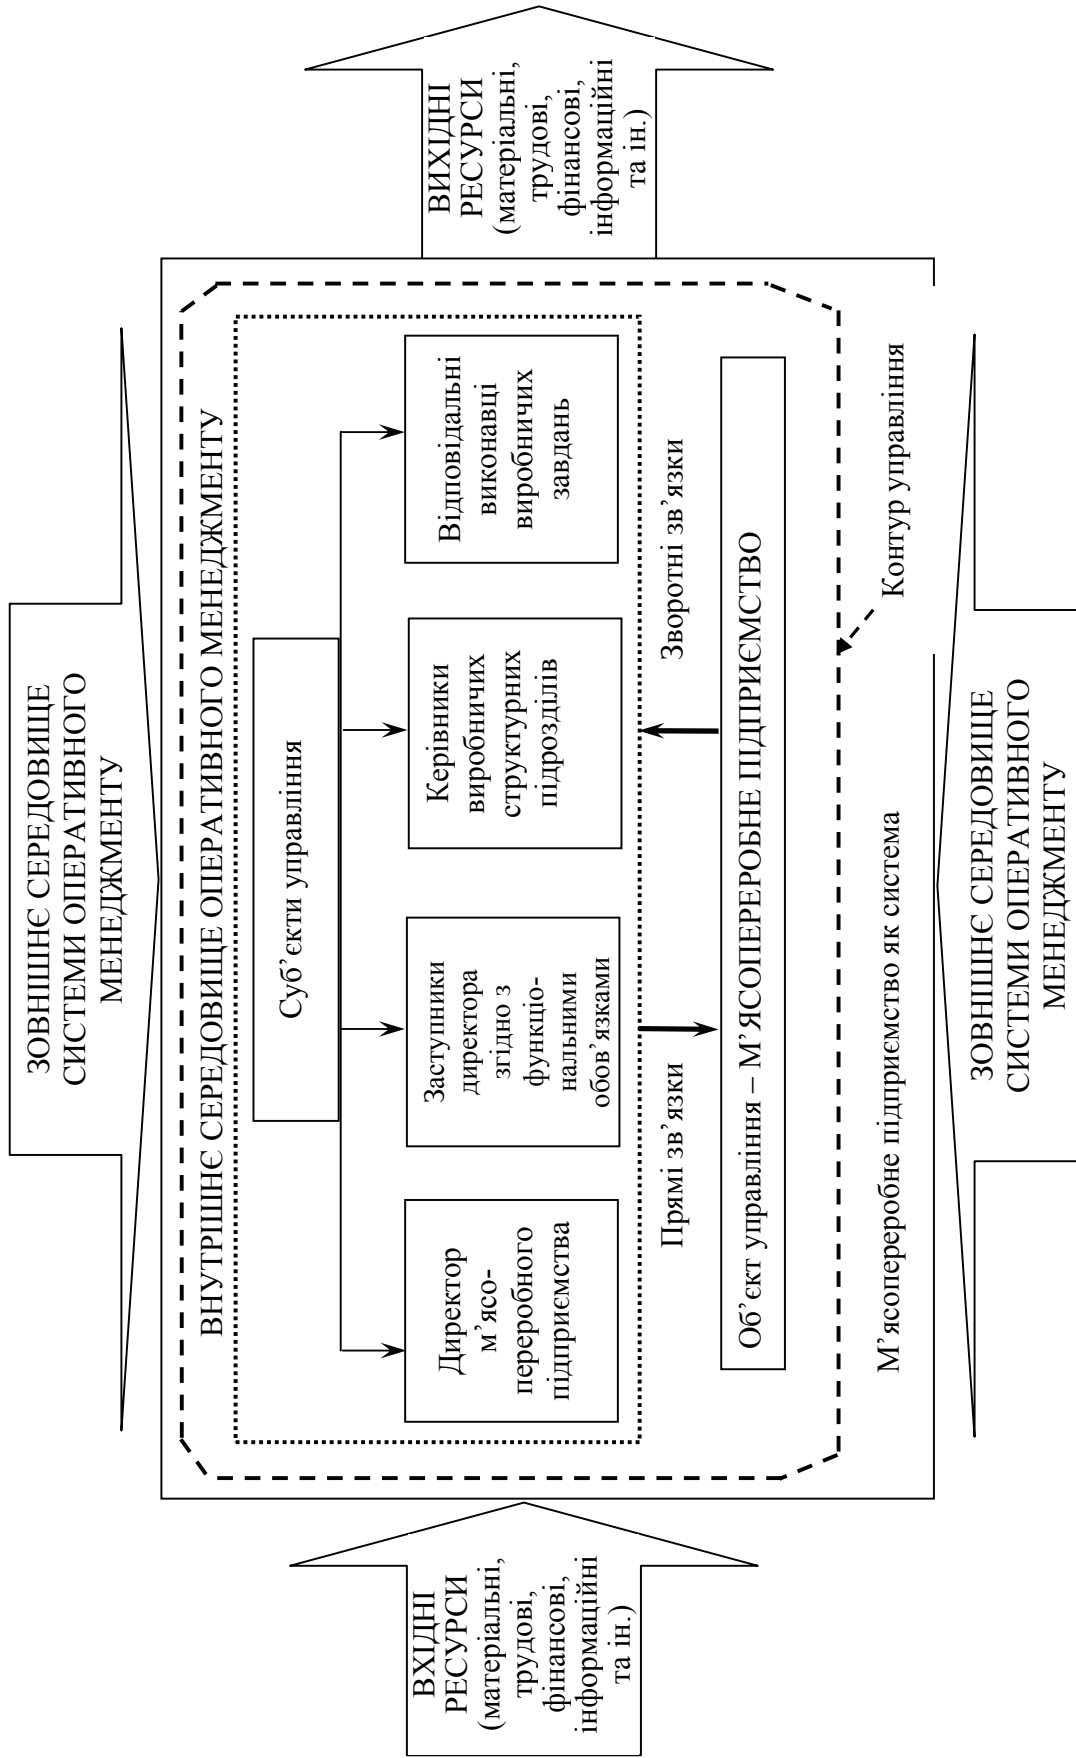 ЗОВНІШНЄ СЕРЕДОВИЩЕ
СИСТЕМИ ОПЕРАТИВНОГО
МЕНЕДЖМЕНТУ
ВХІДНІ
РЕСУРСИ
(матеріальні,
трудові,
фінансові,
інформаційні
та ін.)
ВНУТРІШНЄ СЕРЕДОВИЩЕ ОПЕРАТИВНОГО МЕНЕДЖМЕНТУ
Суб’єкти управління
Директор
м’ясо-
переробного
підприємства
Заступники
директора
згідно з
функціо-
нальними
обов’язками
Керівники
виробничих
структурних
підрозділів
Відповідальні
виконавці
виробничих
завдань
Прямі зв’язки
Зворотні зв’язки
Об’єкт управління – М’ЯСОПЕРЕРОБНЕ ПІДПРИЄМСТВО
М’ясопереробне підприємство як система
Контур управління
ВИХІДНІ
РЕСУРСИ
(матеріальні,
трудові,
фінансові,
інформаційні
та ін.)
ЗОВНІШНЄ СЕРЕДОВИЩЕ
СИСТЕМИ ОПЕРАТИВНОГО
МЕНЕДЖМЕНТУ